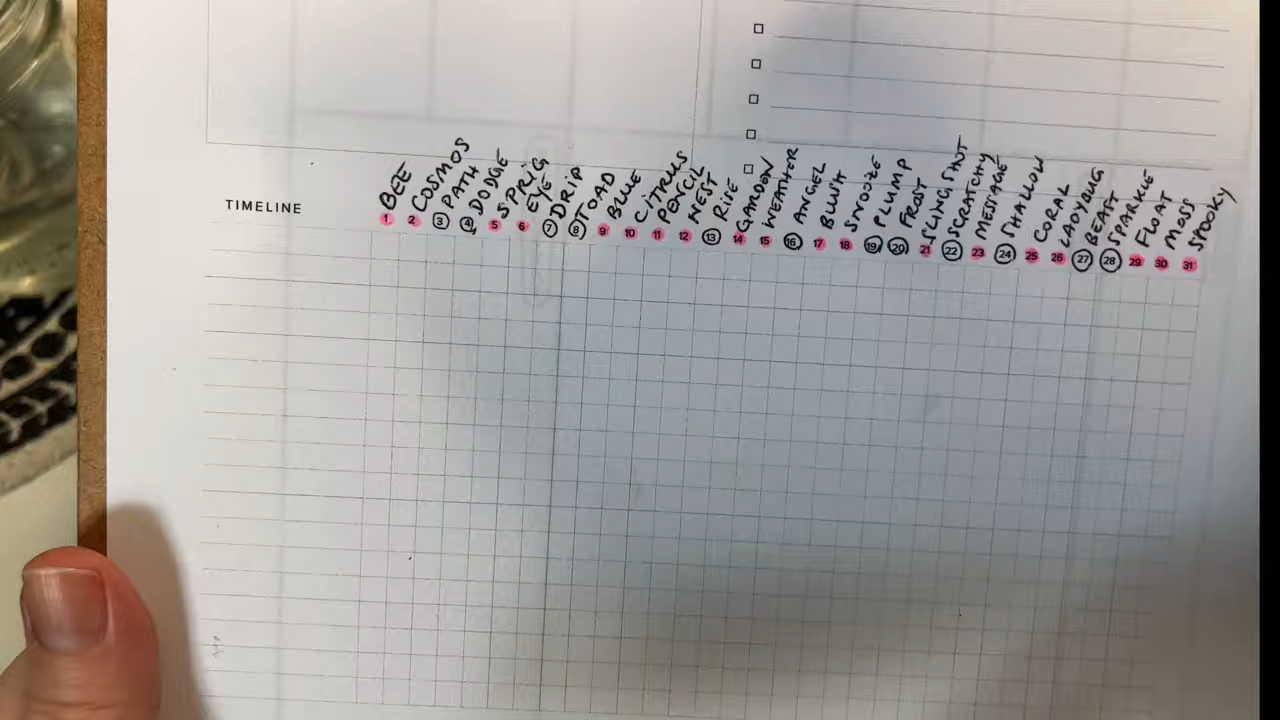 TIMELINE
BEE COSMOS PATH DODGE SPRIG EYE DRIP TOAD BLUE CITRUS PENCIL NEST RISE GARDEN WEATHER ANGEL BLUSH SNOOZE PLUMP FROST SLING SHOT SCRATCHY MESSAGE SHALLOW CORAL LADYBUG BEAST SPARKLE FLOAT MOSS SPOOKY
1 2 3 4 5 6 7 8 9 10 11 12 13 14 15 16 17 18 19 20 21 22 23 24 25 26 27 28 29 30 31